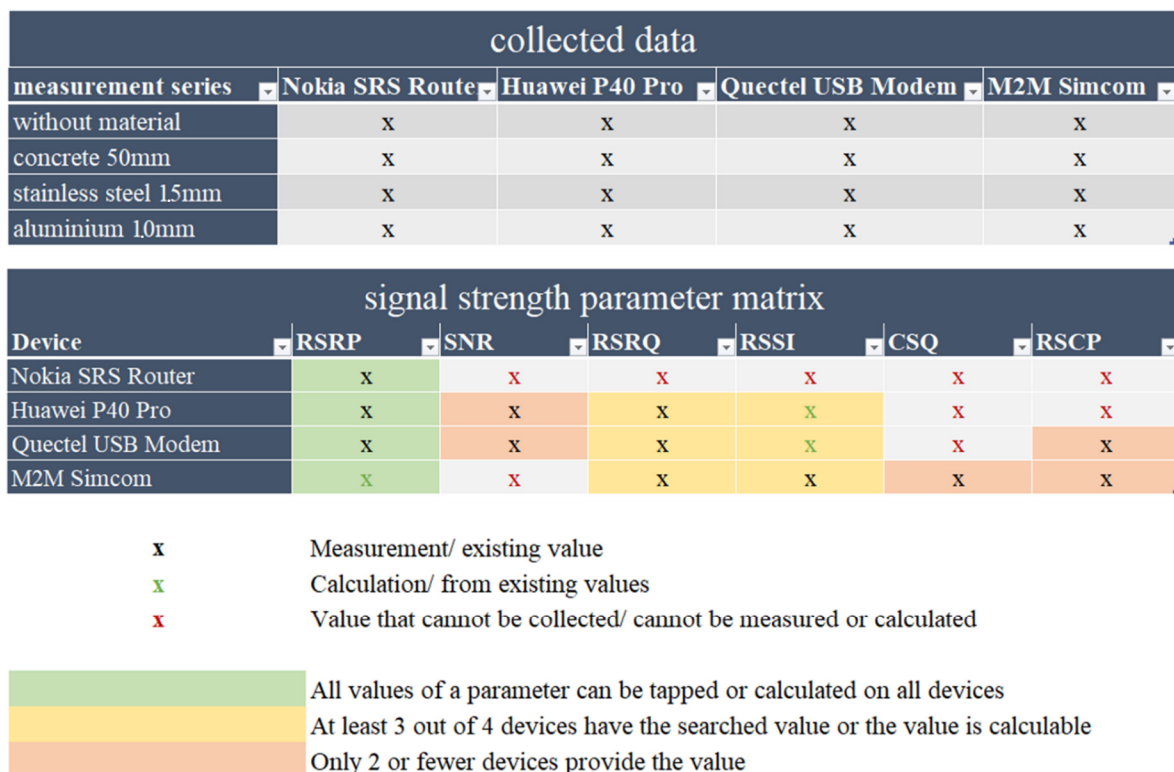 collected data
measurement series Nokia SRS Route Huawei P40 Pro Quectel USB Modem M2M Simcom
without material x x x x
concrete 50mm x x x x
stainless steel 1.5mm x x x x
aluminium 1.0mm x x x x
signal strength parameter matrix
Device RSRP SNR RSRQ RSSI CSQ RSCP
Nokia SRS Router x x x x x x
Huawei P40 Pro x x x x x x
Quectel USB Modem x x x x x x
M2M Simcom x x x x x x
x Measurement/ existing value
x Calculation/ from existing values
x Value that cannot be collected/ cannot be measured or calculated
All values of a parameter can be tapped or calculated on all devices
At least 3 out of 4 devices have the searched value or the value is calculable
Only 2 or fewer devices provide the value